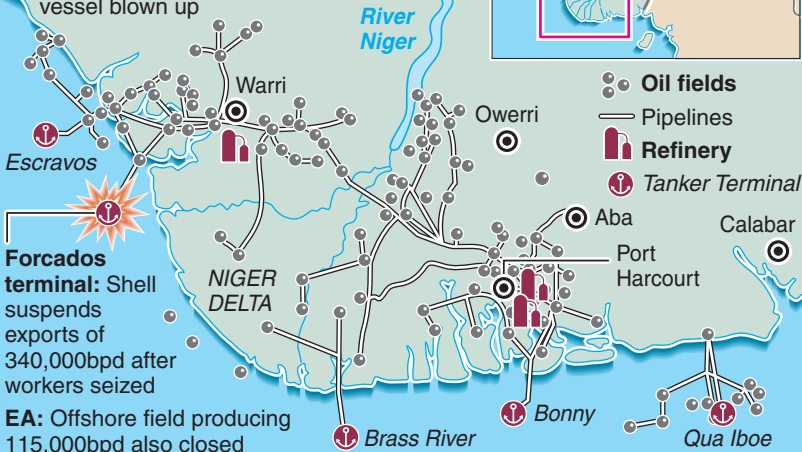 vessel blown up
River
Niger
Oil fields
Pipelines
Refinery
Tanker Terminal
Warri
Owerri
Escravos
Aba
Calabar
Port
Harcourt
NIGER
DELTA
Forcados
terminal: Shell
suspends
exports of
340,000bpd after
workers seized
EA: Offshore field producing
115,000bpd also closed
Brass River
Bonny
Qua Iboe